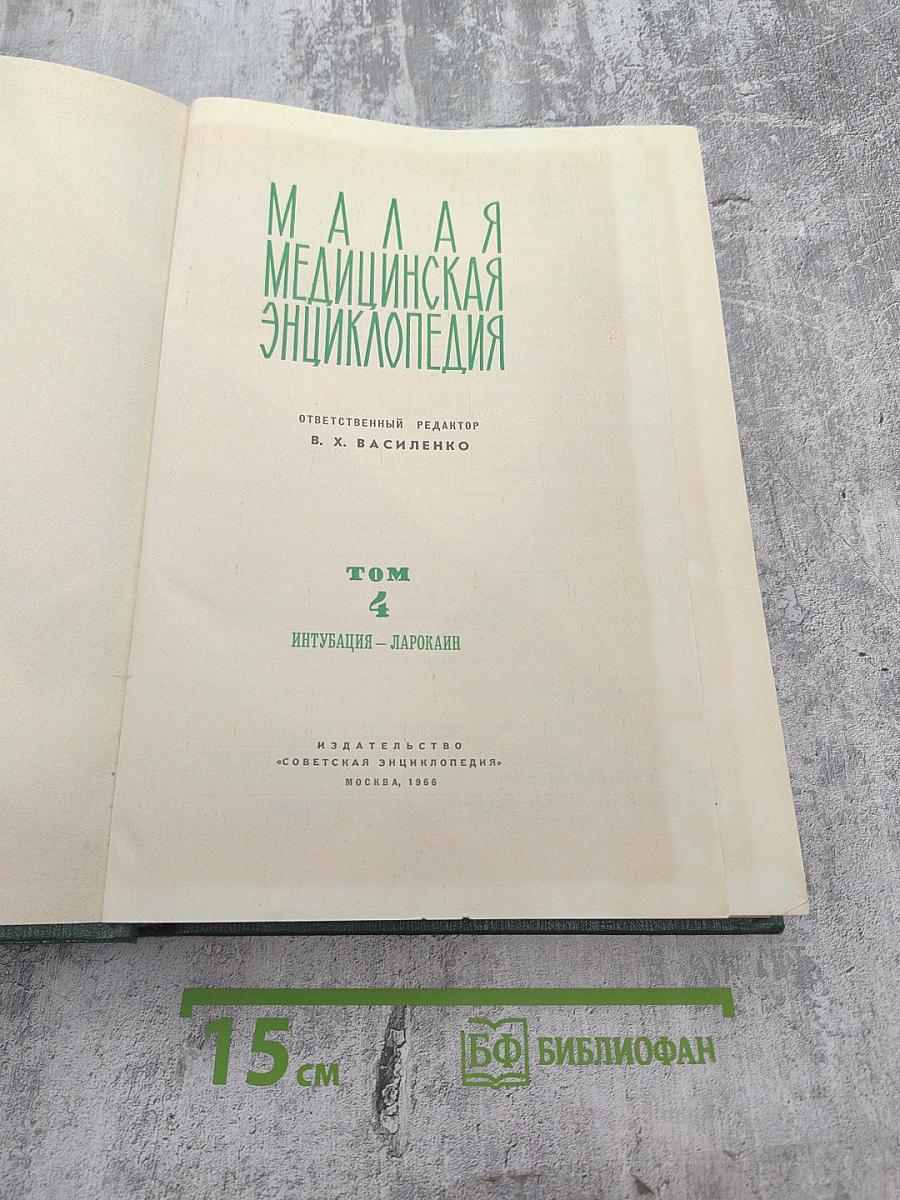 МАЛАЯ
МЕДИЦИНСКАЯ
ЭНЦИКЛОПЕДИЯ
ОТВЕТСТВЕННЫЙ РЕДАКТОР
В. Х. ВАСИЛЕНКО
ТОМ
4
ИНТУБАЦИЯ — ЛАРОКАИН
ИЗДАТЕЛЬСТВО
«СОВЕТСКАЯ ЭНЦИКЛОПЕДИЯ»
МОСКВА, 1966
15 см
БФ БИБЛИОФАН